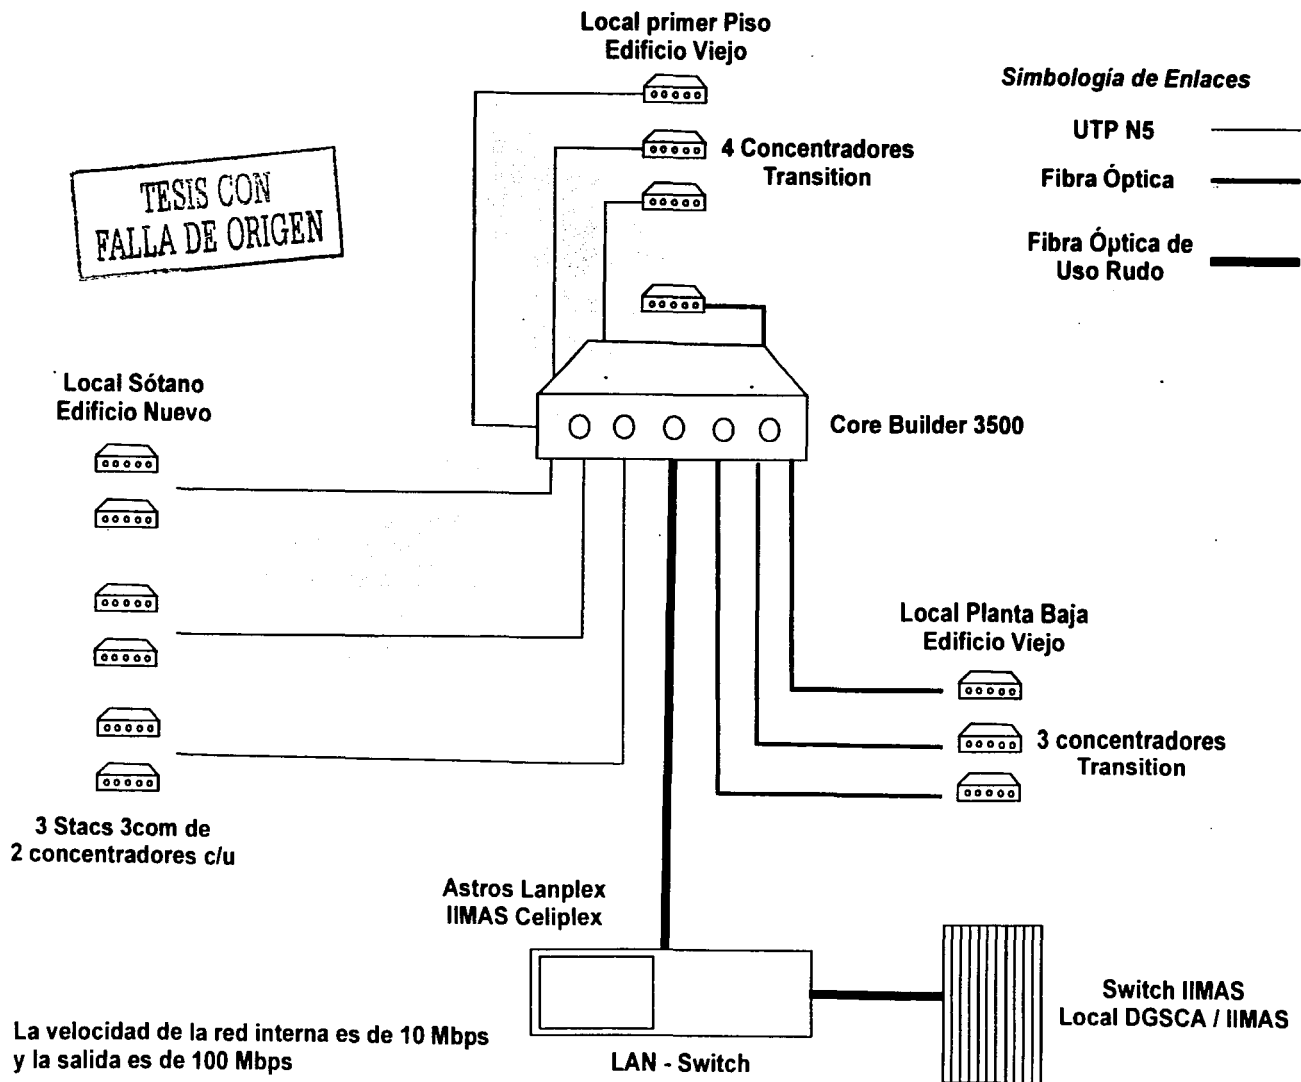 Local primer Piso
Edificio Viejo
Simbología de Enlaces
UTP N5
4 Concentradores
Transition
Fibra Óptica
TESIS CON
FALLA DE ORIGEN
Fibra Óptica de
Uso Rudo
Local Sótano
Edificio Nuevo
Core Builder 3500
Local Planta Baja
Edificio Viejo
3 concentradores
Transition
3 Stacs 3com de
2 concentradores c/u
Astros Lanplex
IIMAS Celiplex
Switch IIMAS
Local DGSCA / IIMAS
La velocidad de la red interna es de 10 Mbps
y la salida es de 100 Mbps
LAN - Switch